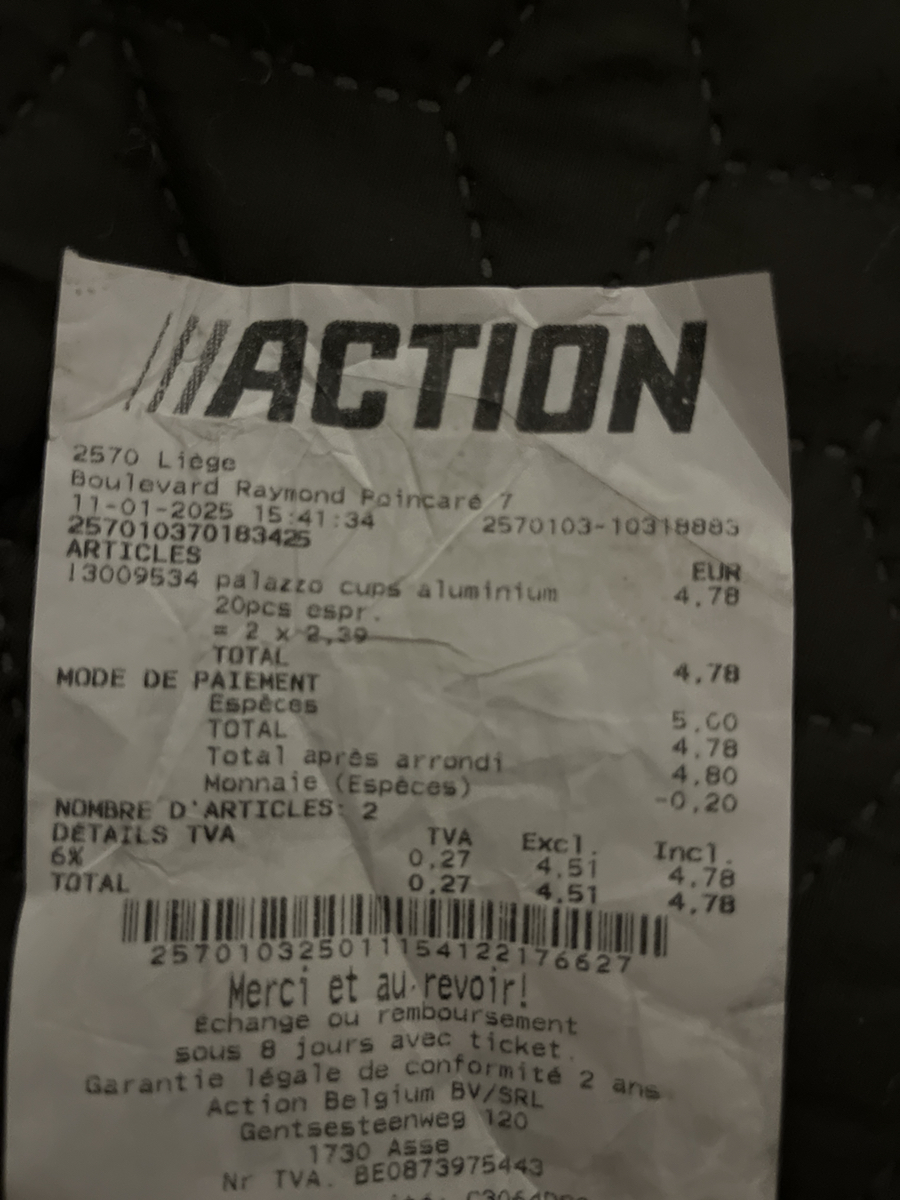 ACTION
2570 Liège
Boulevard Raymond Poincaré 7
11-01-2025 15:41:34 2570103-10318883
257010370183425
ARTICLES EUR
13009534 palazzo cups aluminium 4.78
20pcs espr.
= 2 x 2,39
TOTAL 4.78
MODE DE PAIEMENT
Espèces 5,00
TOTAL 4.78
Total après arrondi 4,80
Monnaie (Espèces) -0,20
NOMBRE D'ARTICLES: 2
DÉTAILS TVA TVA Excl. Incl.
6% 0,27 4,51 4,78
TOTAL 0,27 4,51 4,78
2570103250111154122176627
Merci et au revoir!
Échange ou remboursement
sous 8 jours avec ticket.
Garantie légale de conformité 2 ans.
Action Belgium BV/SRL
Gentsesteenweg 120
1730 Asse
Nr TVA. BE0873975443